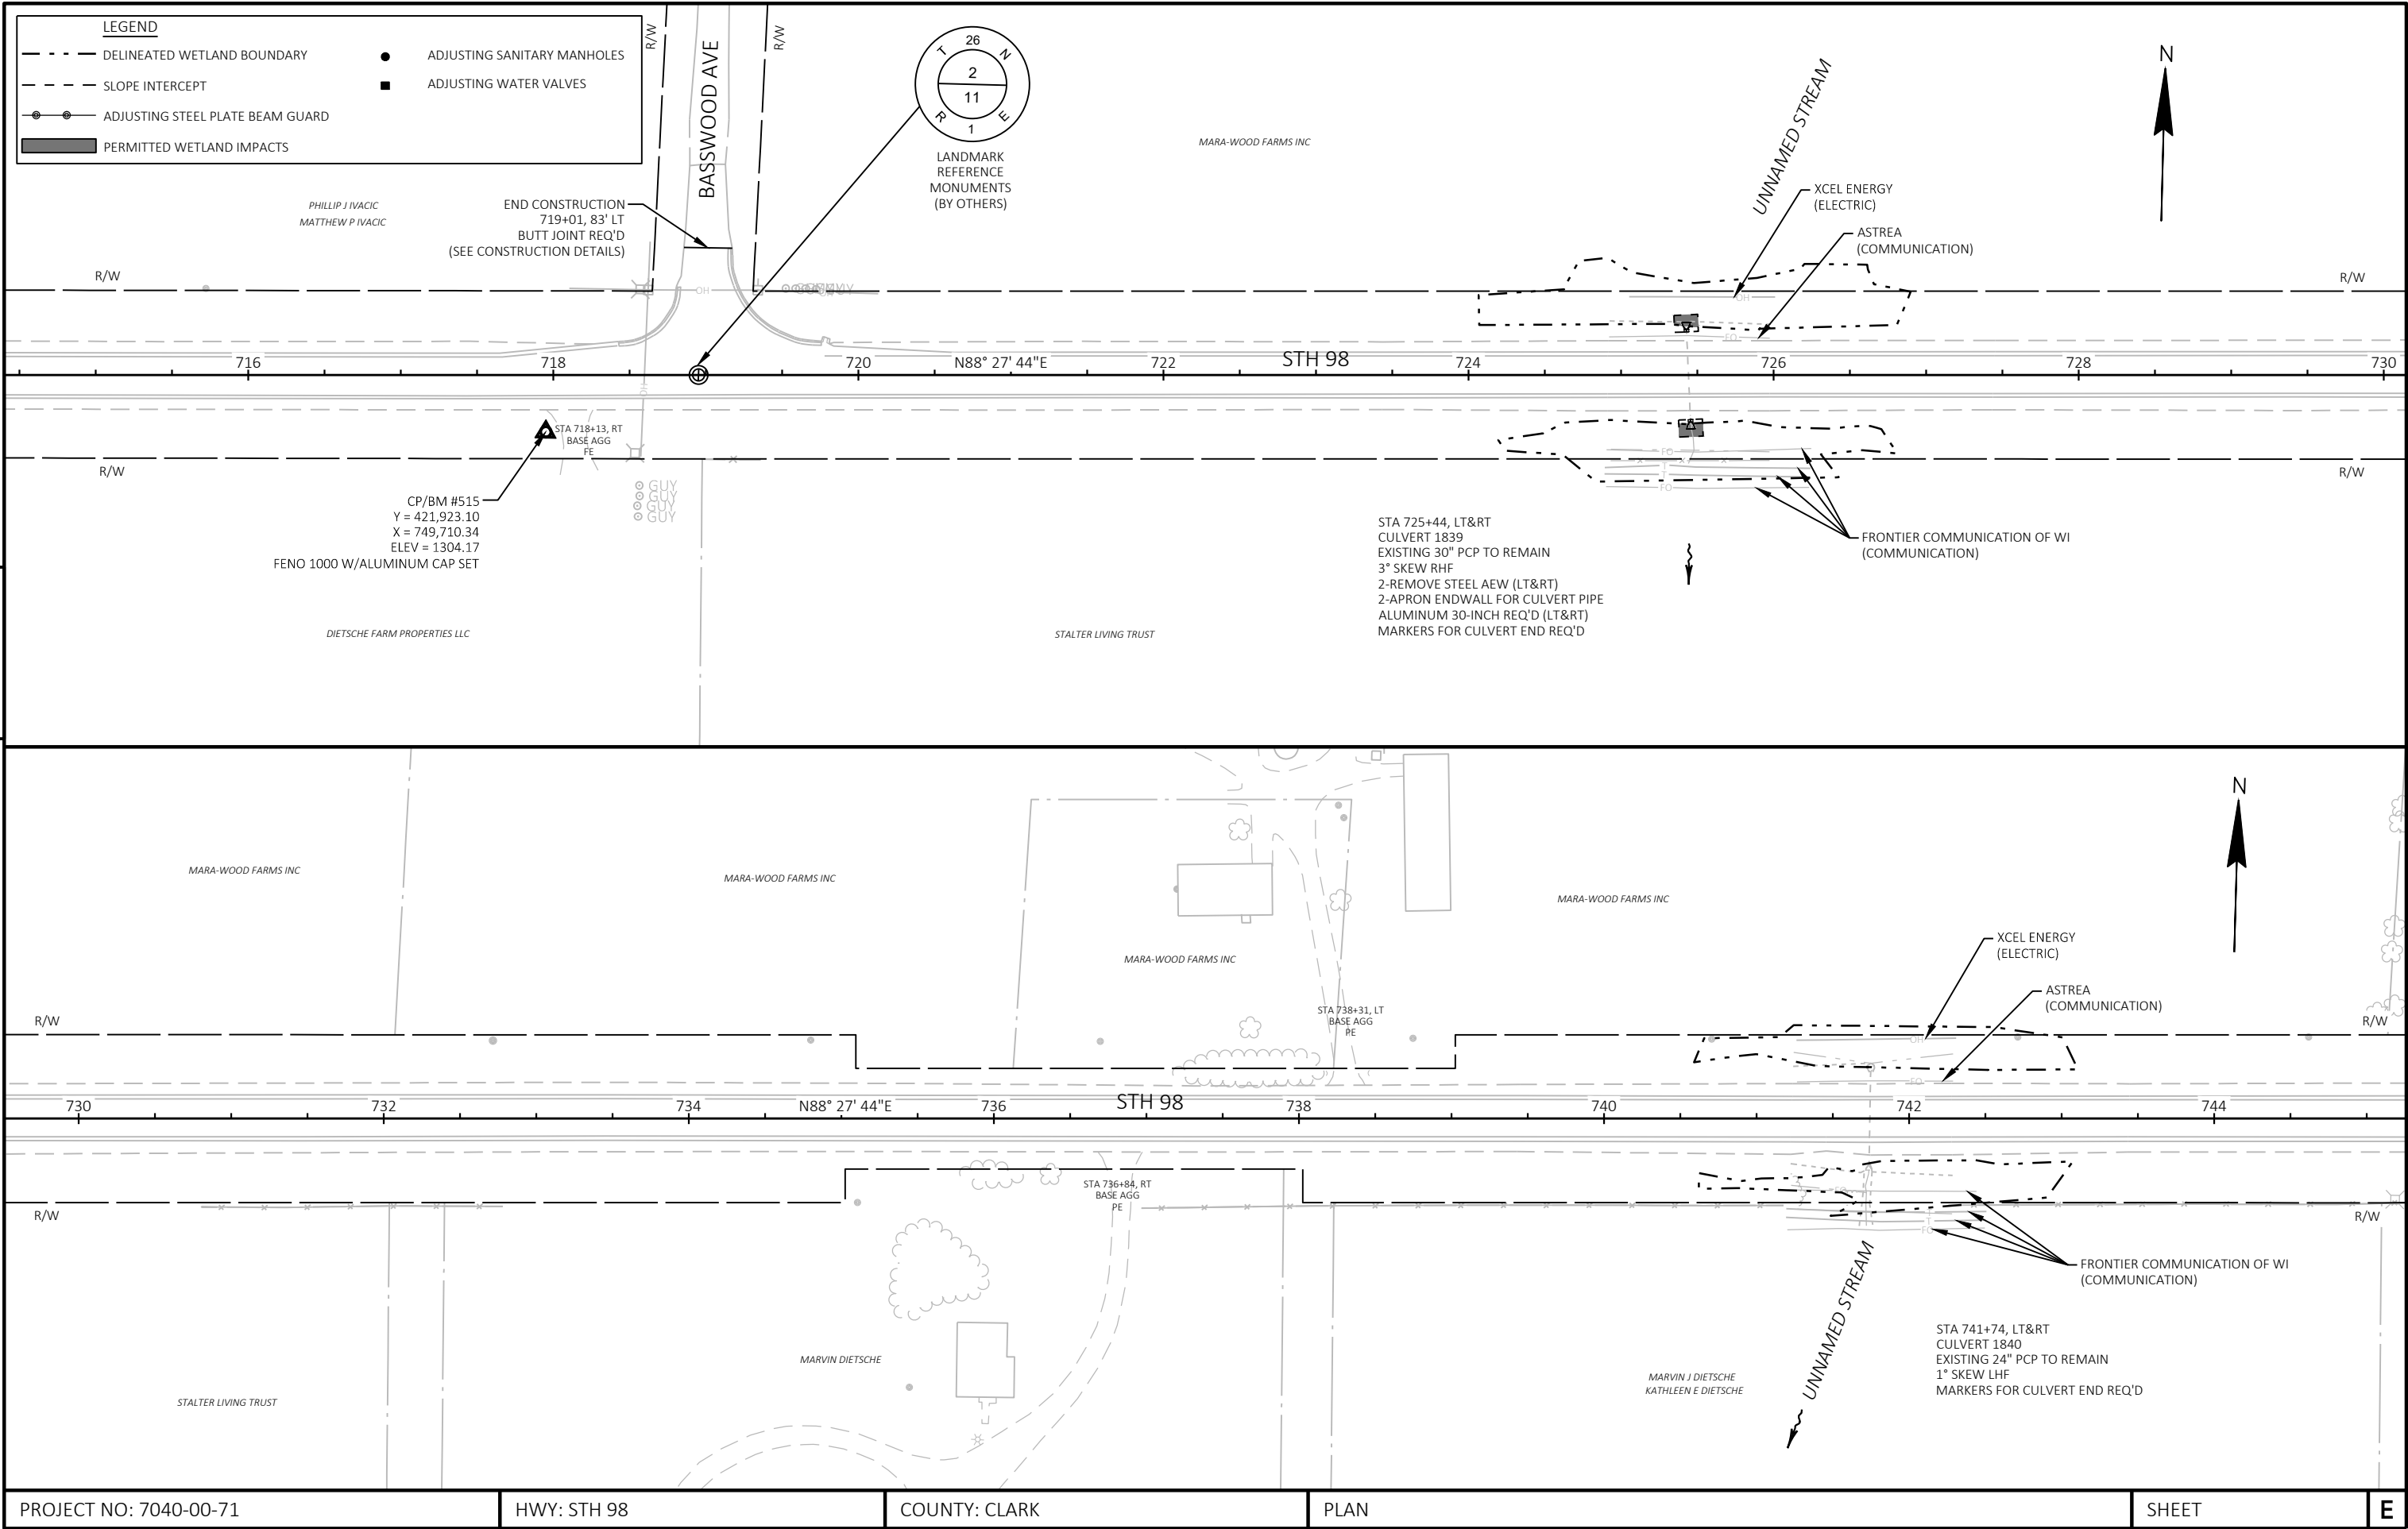 LEGEND
DELINEATED WETLAND BOUNDARY
SLOPE INTERCEPT
ADJUSTING STEEL PLATE BEAM GUARD
PERMITTED WETLAND IMPACTS
ADJUSTING SANITARY MANHOLES
ADJUSTING WATER VALVES
R/W
BASSWOOD AVE
R/W
T 26 N
2
11
R 1 E
LANDMARK
REFERENCE
MONUMENTS
(BY OTHERS)
MARA-WOOD FARMS INC
UNNAMED STREAM
N
XCEL ENERGY
(ELECTRIC)
ASTREA
(COMMUNICATION)
PHILLIP J IVACIC
MATTHEW P IVACIC
END CONSTRUCTION
719+01, 83' LT
BUTT JOINT REQ'D
(SEE CONSTRUCTION DETAILS)
R/W
R/W
OH
OH
FO
716 718 720 722 724 726 728 730
N88° 27' 44"E
STH 98
OH
STA 718+13, RT
BASE AGG
FE
R/W
R/W
GUY
GUY
GUY
GUY
FO
T
T
FO
CP/BM #515
Y = 421,923.10
X = 749,710.34
ELEV = 1304.17
FENO 1000 W/ALUMINUM CAP SET
STA 725+44, LT&RT
CULVERT 1839
EXISTING 30" PCP TO REMAIN
3° SKEW RHF
2-REMOVE STEEL AEW (LT&RT)
2-APRON ENDWALL FOR CULVERT PIPE
ALUMINUM 30-INCH REQ'D (LT&RT)
MARKERS FOR CULVERT END REQ'D
FRONTIER COMMUNICATION OF WI
(COMMUNICATION)
DIETSCHE FARM PROPERTIES LLC
STALTER LIVING TRUST
N
MARA-WOOD FARMS INC
MARA-WOOD FARMS INC
MARA-WOOD FARMS INC
MARA-WOOD FARMS INC
XCEL ENERGY
(ELECTRIC)
ASTREA
(COMMUNICATION)
STA 738+31, LT
BASE AGG
PE
R/W
R/W
OH
FO
730 732 734 736 738 740 742 744
N88° 27' 44"E
STH 98
STA 736+84, RT
BASE AGG
PE
R/W
R/W
T
FO
FRONTIER COMMUNICATION OF WI
(COMMUNICATION)
UNNAMED STREAM
STA 741+74, LT&RT
CULVERT 1840
EXISTING 24" PCP TO REMAIN
1° SKEW LHF
MARKERS FOR CULVERT END REQ'D
MARVIN DIETSCHE
MARVIN J DIETSCHE
KATHLEEN E DIETSCHE
STALTER LIVING TRUST
PROJECT NO: 7040-00-71
HWY: STH 98
COUNTY: CLARK
PLAN
SHEET
E